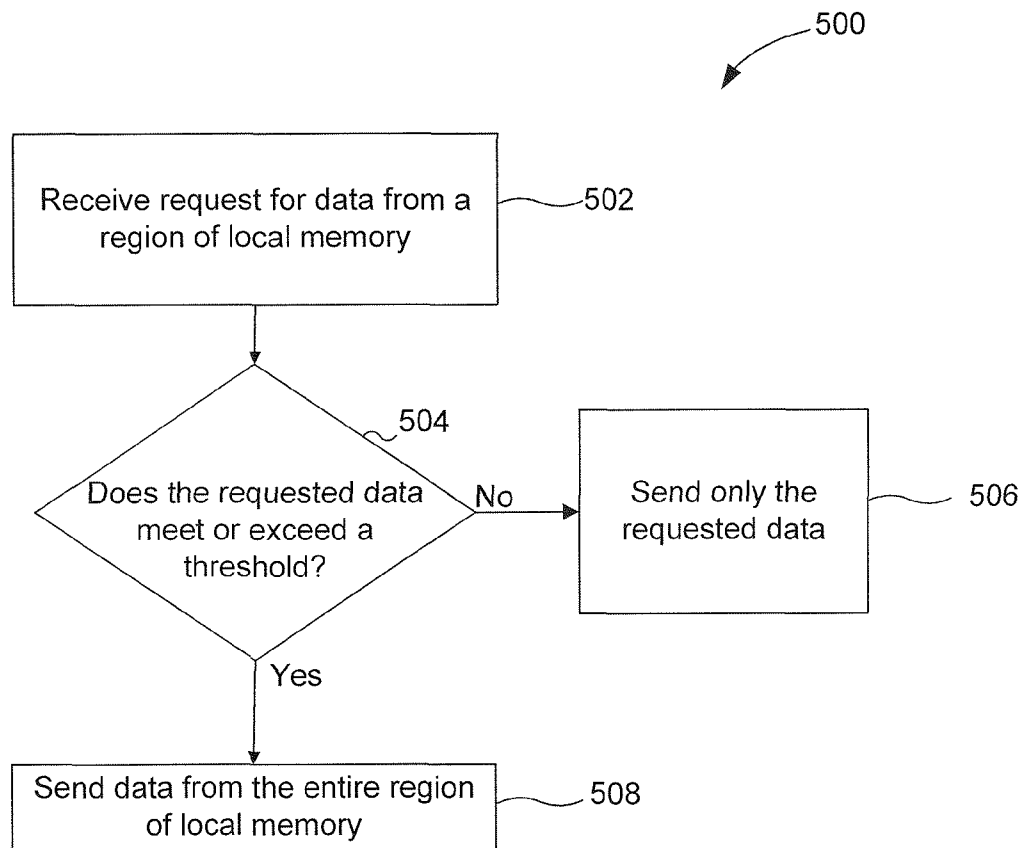 500
Receive request for data from a
region of local memory
502
504
Does the requested data
meet or exceed a
threshold?
No
Send only the
requested data
506
Yes
Send data from the entire region
of local memory
508